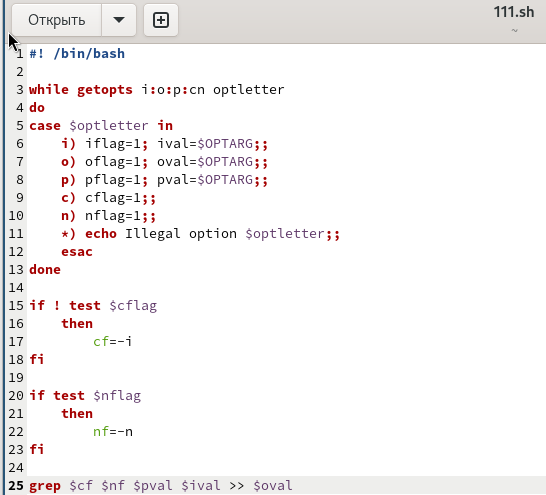 Открыть
111.sh
~
1 #! /bin/bash
2
3 while getopts i:o:p:cn optletter
4 do
5 case $optletter in
6     i) iflag=1; ival=$OPTARG;;
7     o) oflag=1; oval=$OPTARG;;
8     p) pflag=1; pval=$OPTARG;;
9     c) cflag=1;;
10     n) nflag=1;;
11     *) echo Illegal option $optletter;;
12     esac
13 done
14
15 if ! test $cflag
16     then
17         cf=-i
18 fi
19
20 if test $nflag
21     then
22         nf=-n
23 fi
24
25 grep $cf $nf $pval $ival >> $oval